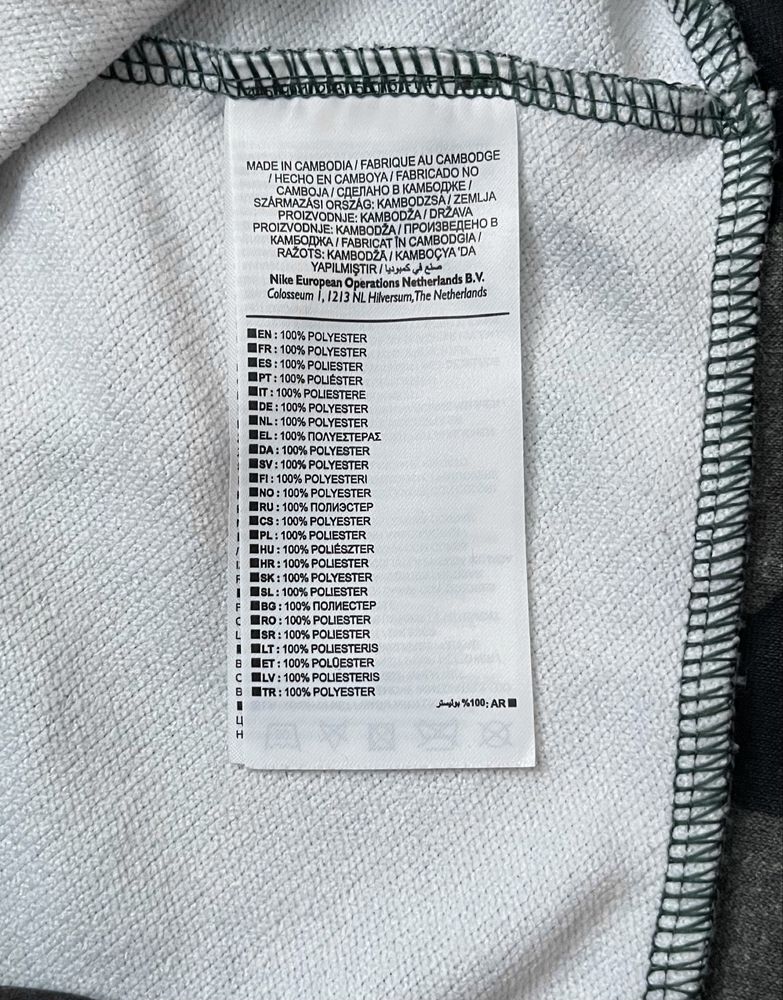 MADE IN CAMBODIA / FABRIQUE AU CAMBODGE
/ HECHO EN CAMBOYA / FABRICADO NO
CAMBOJA / СДЕЛАНО В КАМБОДЖЕ /
SZÁRMAZÁSI ORSZÁG: KAMBODZSA / ZEMLJA
PROIZVODNJE: KAMBODŽA / DRŽAVA
PROIZVODNJE: KAMBODŽA / ПРОИЗВЕДЕНО В
КАМБОДЖА / FABRICAT ÎN CAMBODGIA /
RAŽOTS: KAMBODŽĀ / KAMBOÇYA 'DA
YAPILMIŞTIR / صنع في كمبوديا
Nike European Operations Netherlands B.V.
Colosseum 1, 1213 NL Hilversum, The Netherlands
EN : 100% POLYESTER
FR : 100% POLYESTER
ES : 100% POLIESTER
PT : 100% POLIÉSTER
IT : 100% POLIESTERE
DE : 100% POLYESTER
NL : 100% POLYESTER
EL : 100% ΠΟΛΥΕΣΤΕΡΑΣ
DA : 100% POLYESTER
SV : 100% POLYESTER
FI : 100% POLYESTERI
NO : 100% POLYESTER
RU : 100% ПОЛИЭСТЕР
CS : 100% POLYESTER
PL : 100% POLIESTER
HU : 100% POLIÉSZTER
HR : 100% POLIESTER
SK : 100% POLYESTER
SL : 100% POLIESTER
BG : 100% ПОЛИЕСТЕР
RO : 100% POLIESTER
SR : 100% POLIESTER
LT : 100% POLIESTERIS
ET : 100% POLÜESTER
LV : 100% POLIESTERIS
TR : 100% POLYESTER
AR :100% بوليستر